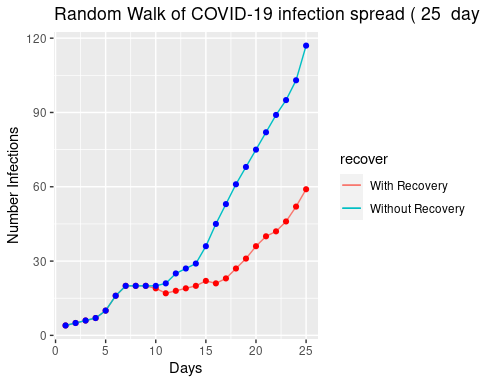 Random Walk of COVID-19 infection spread ( 25 day
120
90
60
30
0
Number Infections
0
5
10
15
20
25
Days
recover
With Recovery
Without Recovery